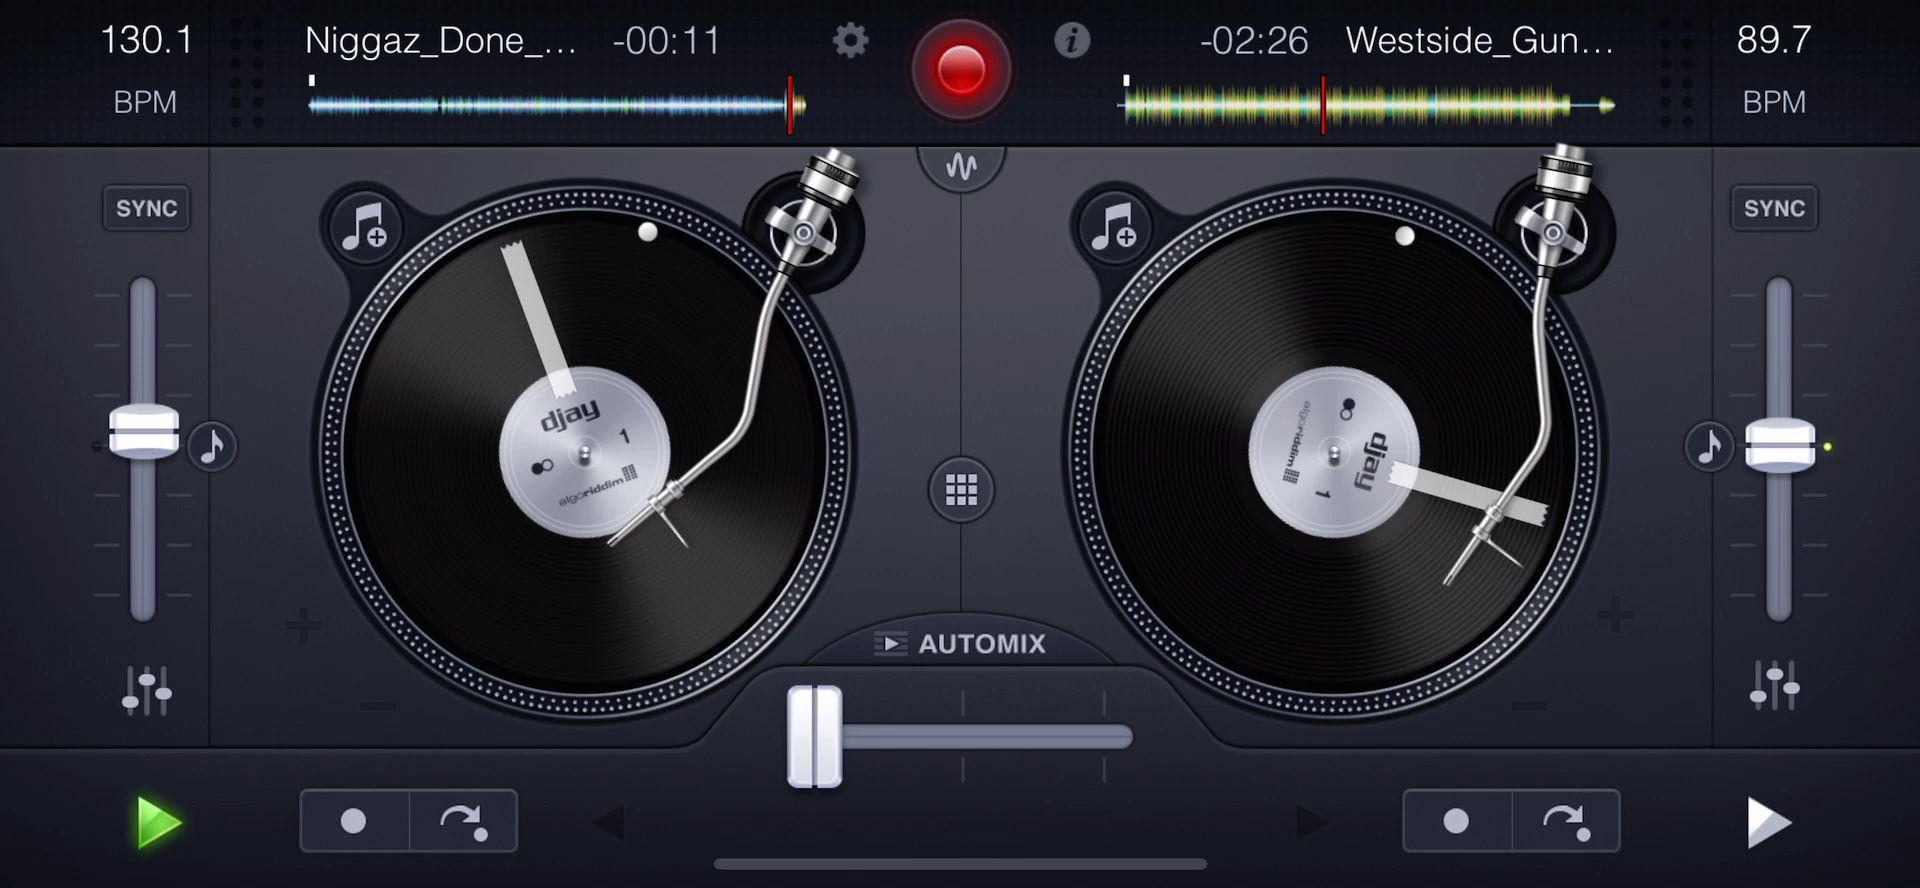 130.1
Niggaz_Done_...
-00:11
-02:26
Westside_Gun...
89.7
BPM
BPM
SYNC
SYNC
djay
1
algoriddim
djay
1
algoriddim
AUTOMIX